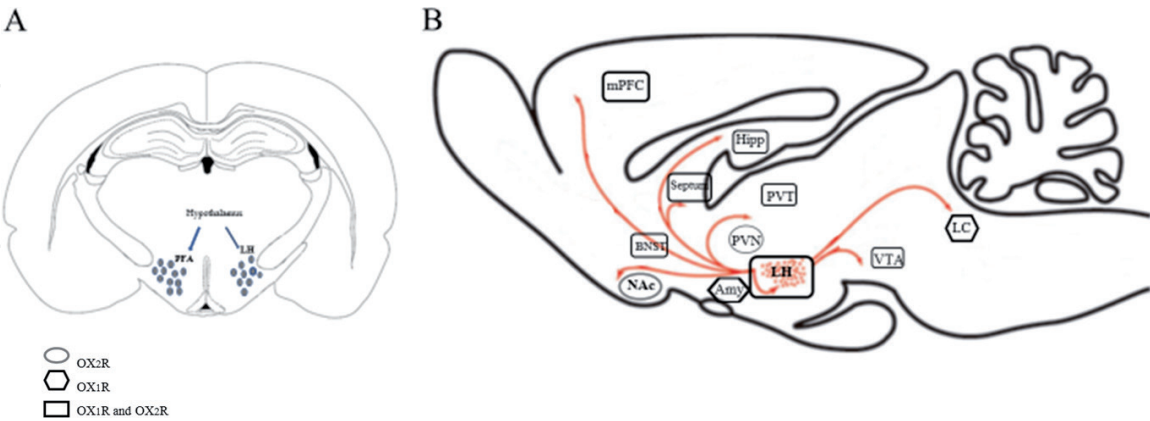 A
B
Hypothalamus
PFA
LH
OX2R
OX1R
OX1R and OX2R
mPFC
Hipp
Septum
PVT
LC
BNST
PVN
VTA
LH
NAc
Amy